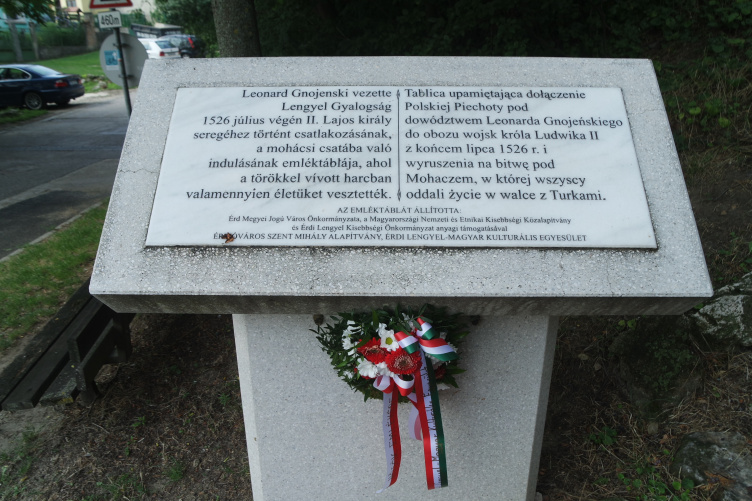 460m
Leonard Gnojenski vezette
Lengyel Gyalogság
1526 július végén II. Lajos király
seregéhez történt csatlakozásának,
a mohácsi csatába való
indulásának emléktáblája, ahol
a törökkel vívott harcban
valamennyien életüket vesztették.
Tablica upamiętająca dołączenie
Polskiej Piechoty pod
dowództwem Leonarda Gnojeńskiego
do obozu wojsk króla Ludwika II
z końcem lipca 1526 r. i
wyruszenia na bitwę pod
Mohaczem, w której wszyscy
oddali życie w walce z Turkami.
AZ EMLÉKTÁBLÁT ÁLLÍTOTTA:
Érd Megyei Jogú Város Önkormányzata, a Magyarországi Nemzeti és Etnikai Kisebbségi Közalapítvány
és Érdi Lengyel Kisebbségi Önkormányzat anyagi támogatásával
SZENT MIHÁLY ALAPÍTVÁNY, ÉRDI LENGYEL-MAGYAR KULTURÁLIS EGYESÜLET